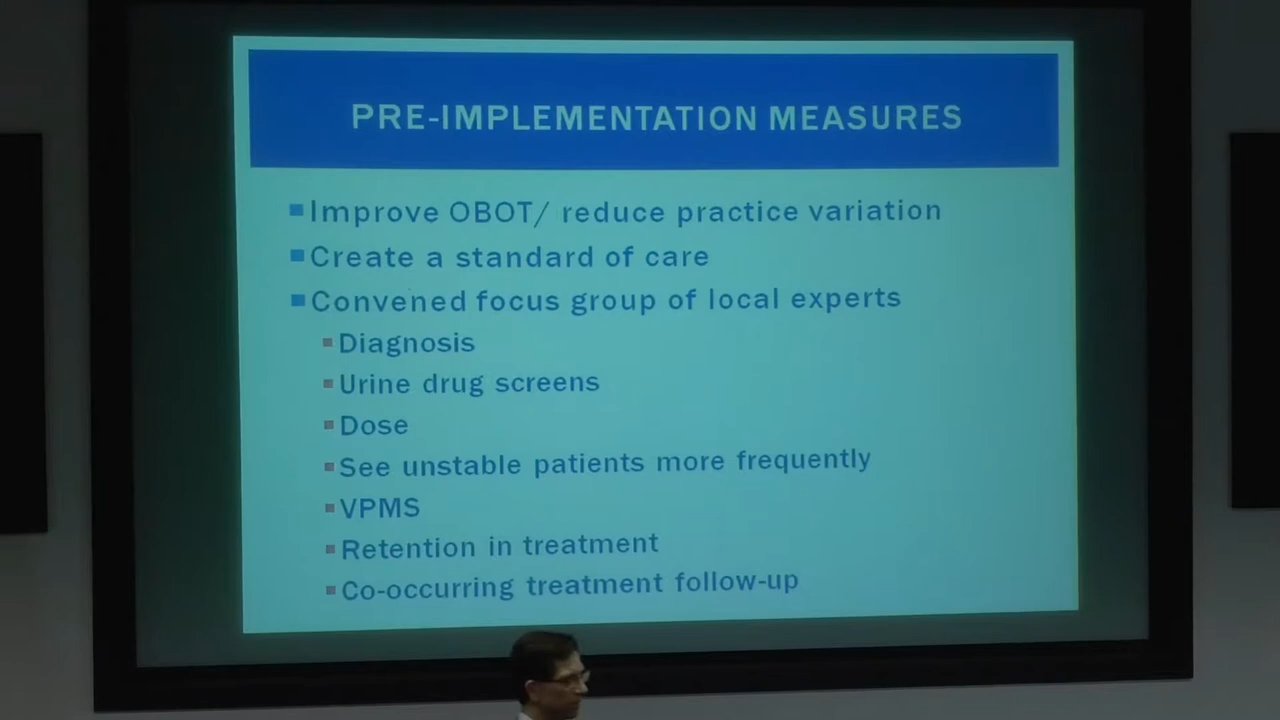 PRE-IMPLEMENTATION MEASURES
Improve OBOT/ reduce practice variation
Create a standard of care
Convened focus group of local experts
Diagnosis
Urine drug screens
Dose
See unstable patients more frequently
VPMS
Retention in treatment
Co-occurring treatment follow-up